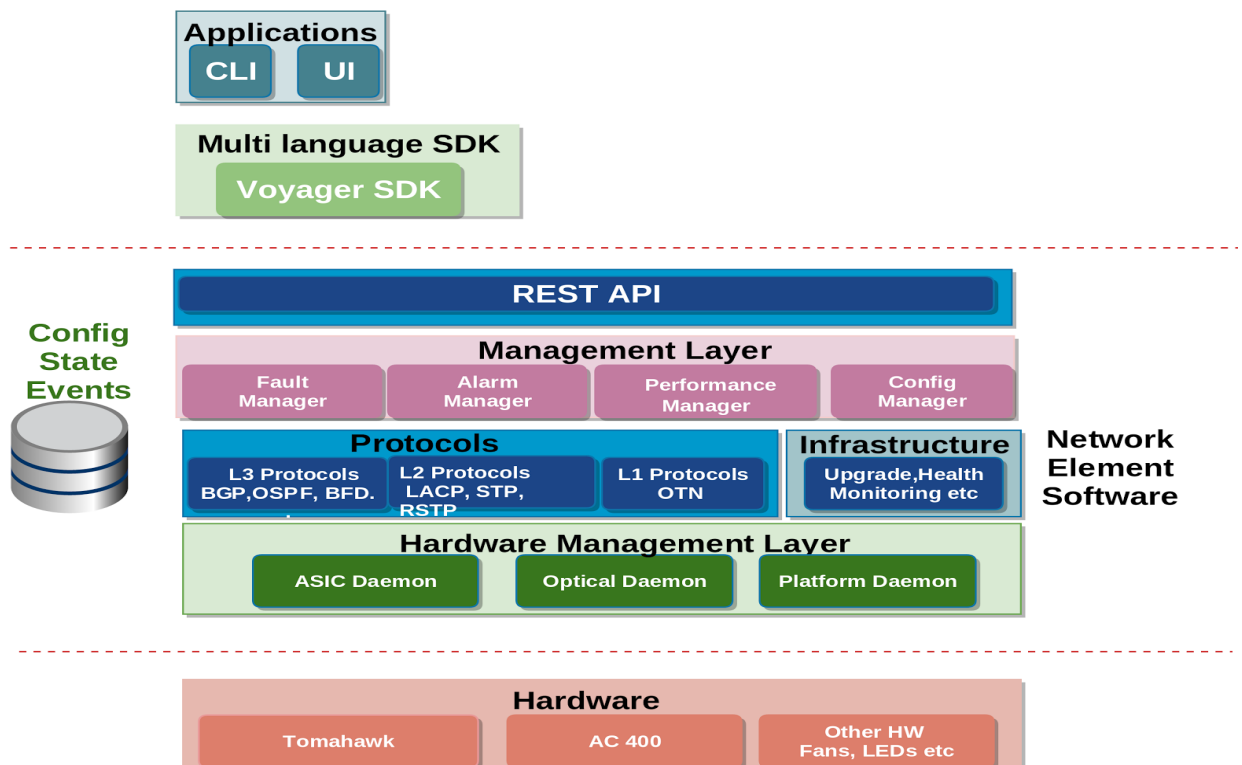 Applications
CLI
UI
Multi language SDK
Voyager SDK
REST API
Config
State
Events
Management Layer
Fault
Manager
Alarm
Manager
Performance
Manager
Config
Manager
Protocols
L3 Protocols
BGP,OSPF, BFD.
L2 Protocols
LACP, STP,
RSTP
L1 Protocols
OTN
Infrastructure
Upgrade,Health
Monitoring etc
Network
Element
Software
Hardware Management Layer
ASIC Daemon
Optical Daemon
Platform Daemon
Hardware
Tomahawk
AC 400
Other HW
Fans, LEDs etc